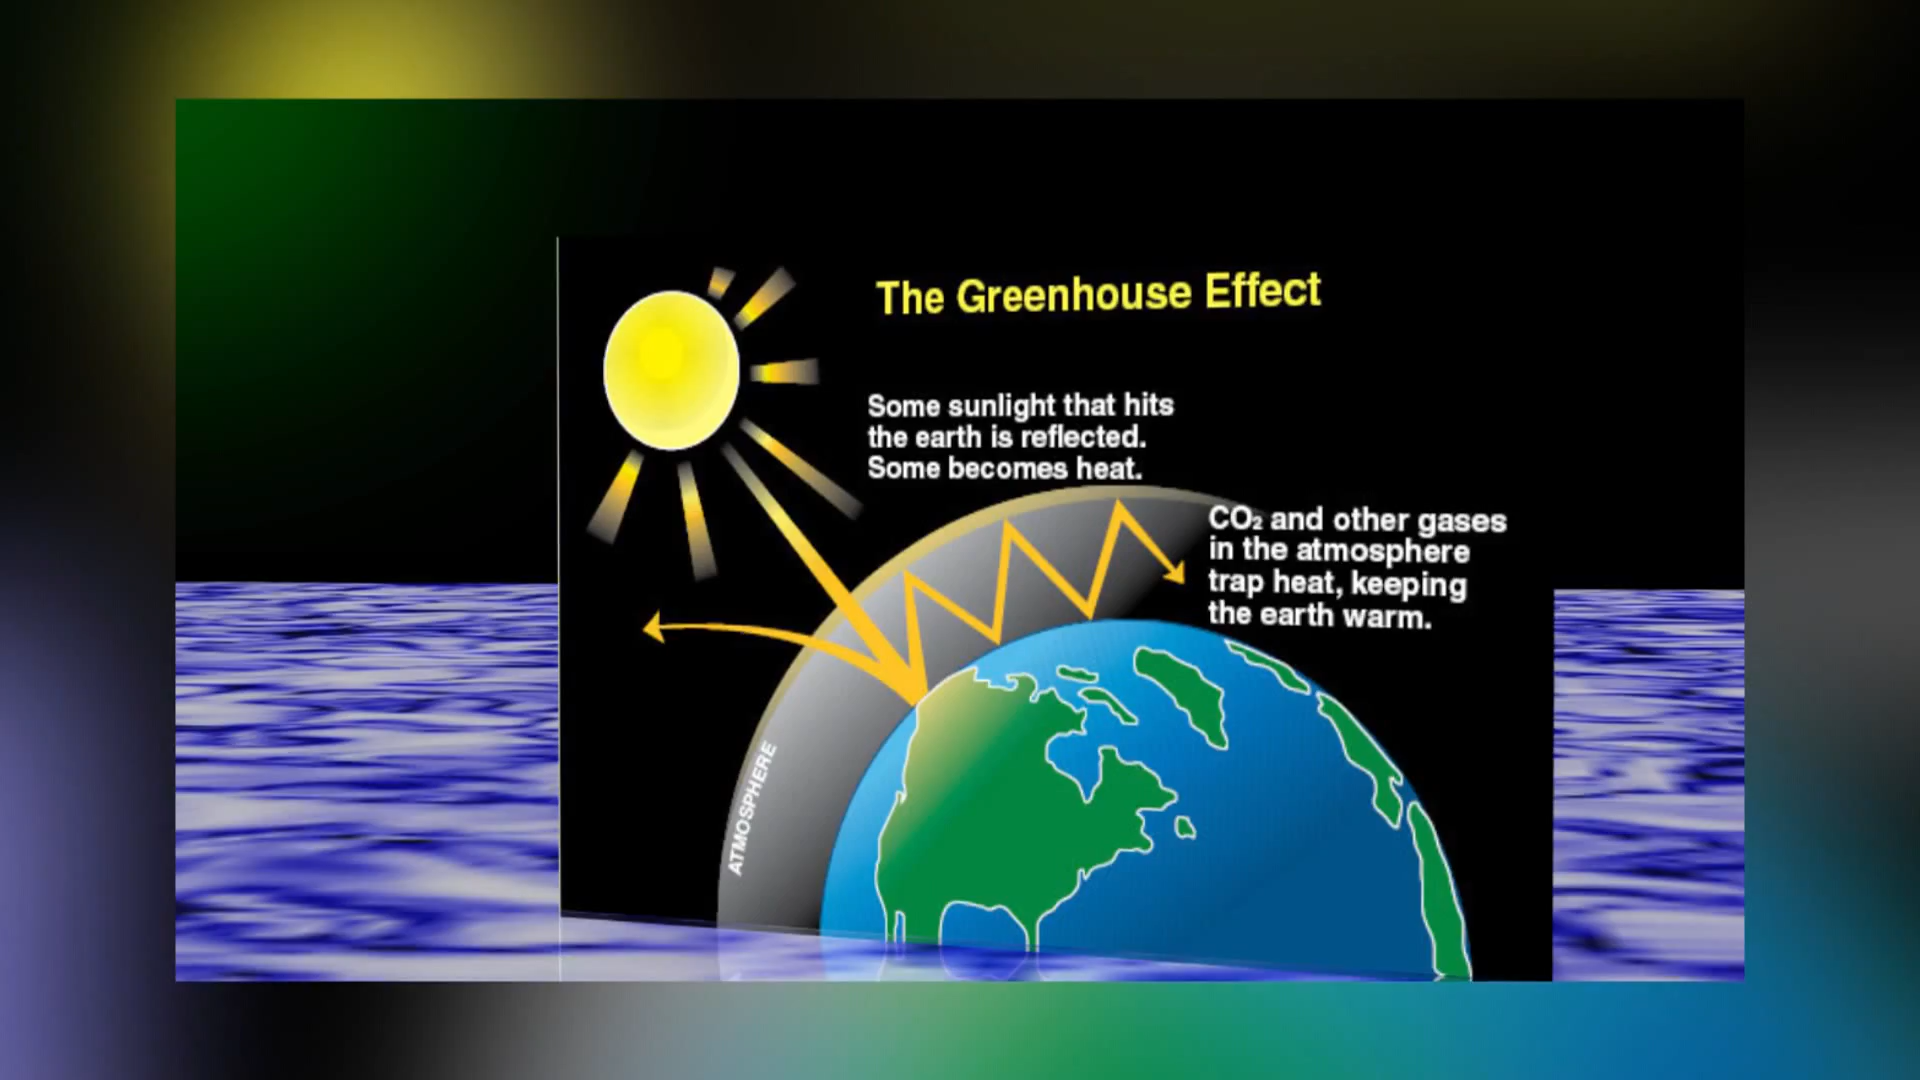 The Greenhouse Effect
Some sunlight that hits
the earth is reflected.
Some becomes heat.
CO₂ and other gases
in the atmosphere
trap heat, keeping
the earth warm.
ATMOSPHERE